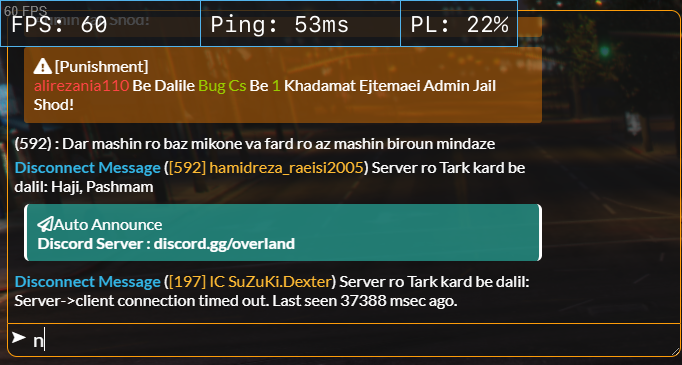 60 FPS
FPS: 60 Ping: 53ms PL: 22%
[Punishment]
alirezania110 Be Dalile Bug Cs Be 1 Khadamat Ejtemaei Admin Jail
Shod!
(592) : Dar mashin ro baz mikone va fard ro az mashin biroun mindaze
Disconnect Message ([592] hamidreza_raeisi2005) Server ro Tark kard be
dalil: Haji, Pashmam
Auto Announce
Discord Server : discord.gg/overland
Disconnect Message ([197] IC SuZuKi.Dexter) Server ro Tark kard be dalil:
Server->client connection timed out. Last seen 37388 msec ago.
n